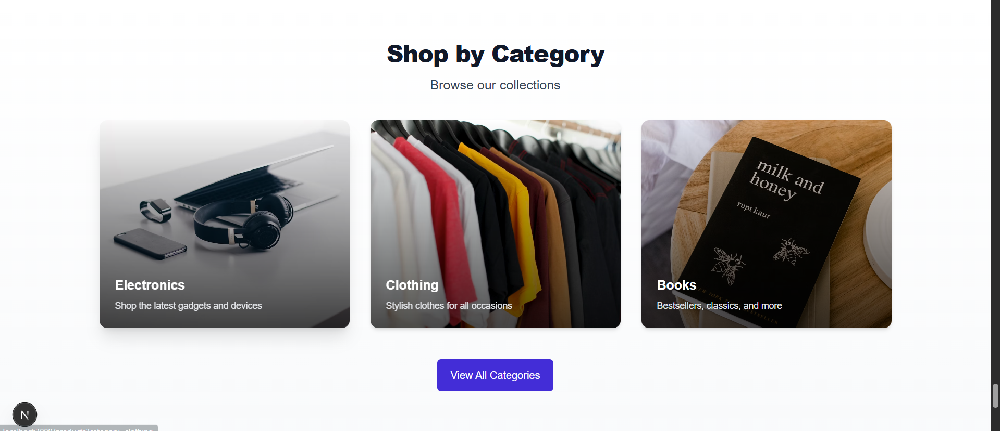 Shop by Category
Browse our collections
milk and
honey
rupi kaur
Electronics
Shop the latest gadgets and devices
Clothing
Stylish clothes for all occasions
Books
Bestsellers, classics, and more
View All Categories
N